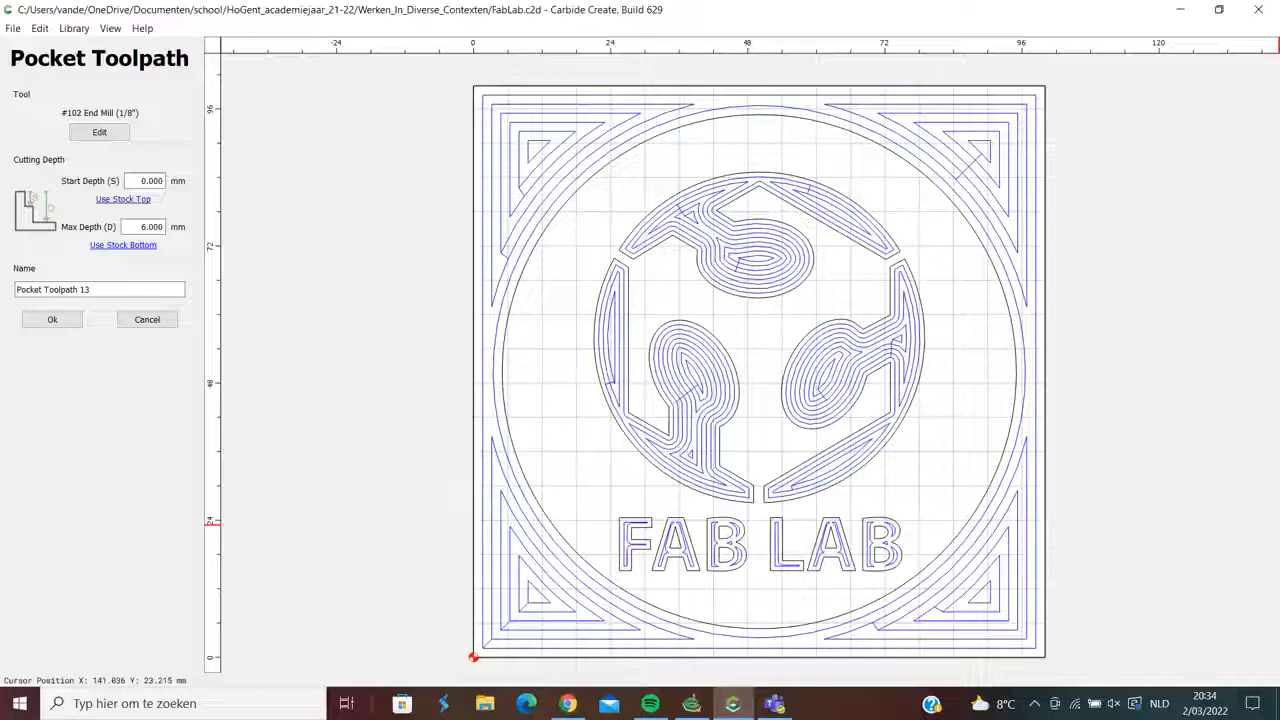 C:/Users/vande/OneDrive/Documenten/school/HoGent_academiejaar_21-22/Werken_In_Diverse_Contexten/FabLab.c2d - Carbide Create, Build 629
File Edit Library View Help
Pocket Toolpath
Tool
#102 End Mill (1/8")
Edit
Cutting Depth
Start Depth (S) 0.000 mm
Use Stock Top
Max Depth (D) 6.000 mm
Use Stock Bottom
Name
Pocket Toolpath 13
Ok Cancel
-24 0 24 48 72 96 120
96
72
48
24
0
FAB LAB
Cursor Position X: 141.036 Y: 23.215 mm
Typ hier om te zoeken
8°C NLD 20:34
2/03/2022